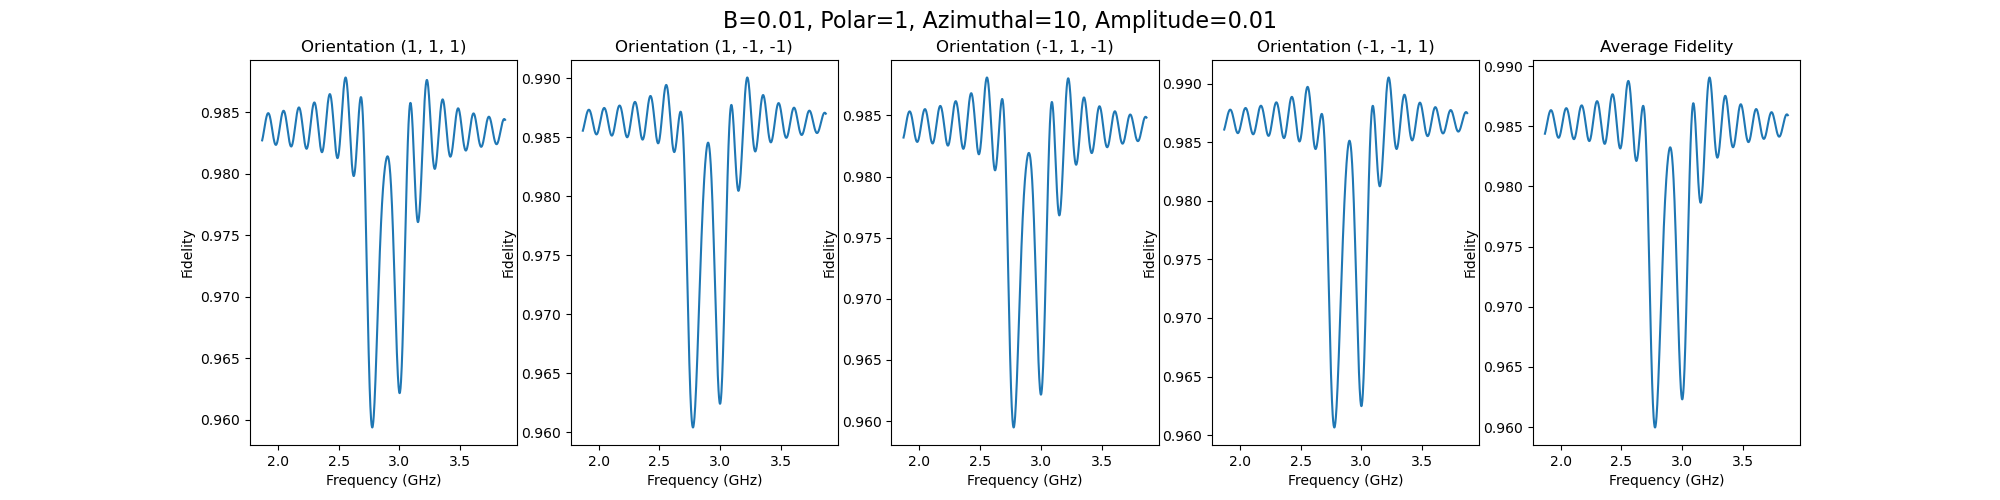 B=0.01, Polar=1, Azimuthal=10, Amplitude=0.01
Orientation (1, 1, 1)
Fidelity
0.985
0.980
0.975
0.970
0.965
0.960
2.0 2.5 3.0 3.5
Frequency (GHz)
Orientation (1, -1, -1)
Fidelity
0.990
0.985
0.980
0.975
0.970
0.965
0.960
2.0 2.5 3.0 3.5
Frequency (GHz)
Orientation (-1, 1, -1)
Fidelity
0.985
0.980
0.975
0.970
0.965
0.960
2.0 2.5 3.0 3.5
Frequency (GHz)
Orientation (-1, -1, 1)
Fidelity
0.990
0.985
0.980
0.975
0.970
0.965
0.960
2.0 2.5 3.0 3.5
Frequency (GHz)
Average Fidelity
Fidelity
0.990
0.985
0.980
0.975
0.970
0.965
0.960
2.0 2.5 3.0 3.5
Frequency (GHz)